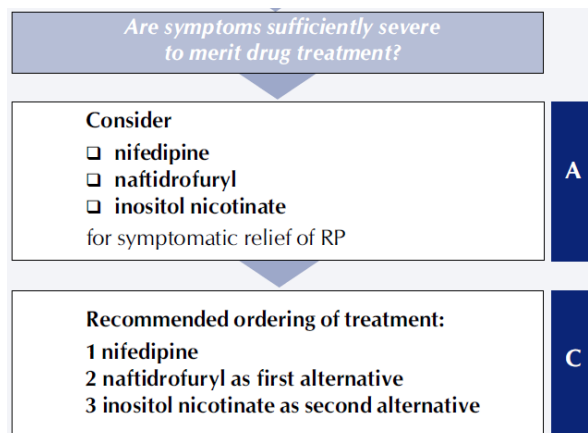 Are symptoms sufficiently severe
to merit drug treatment?
Consider
❑ nifedipine
❑ naftidrofuryl
❑ inositol nicotinate
for symptomatic relief of RP
A
Recommended ordering of treatment:
1 nifedipine
2 naftidrofuryl as first alternative
3 inositol nicotinate as second alternative
C